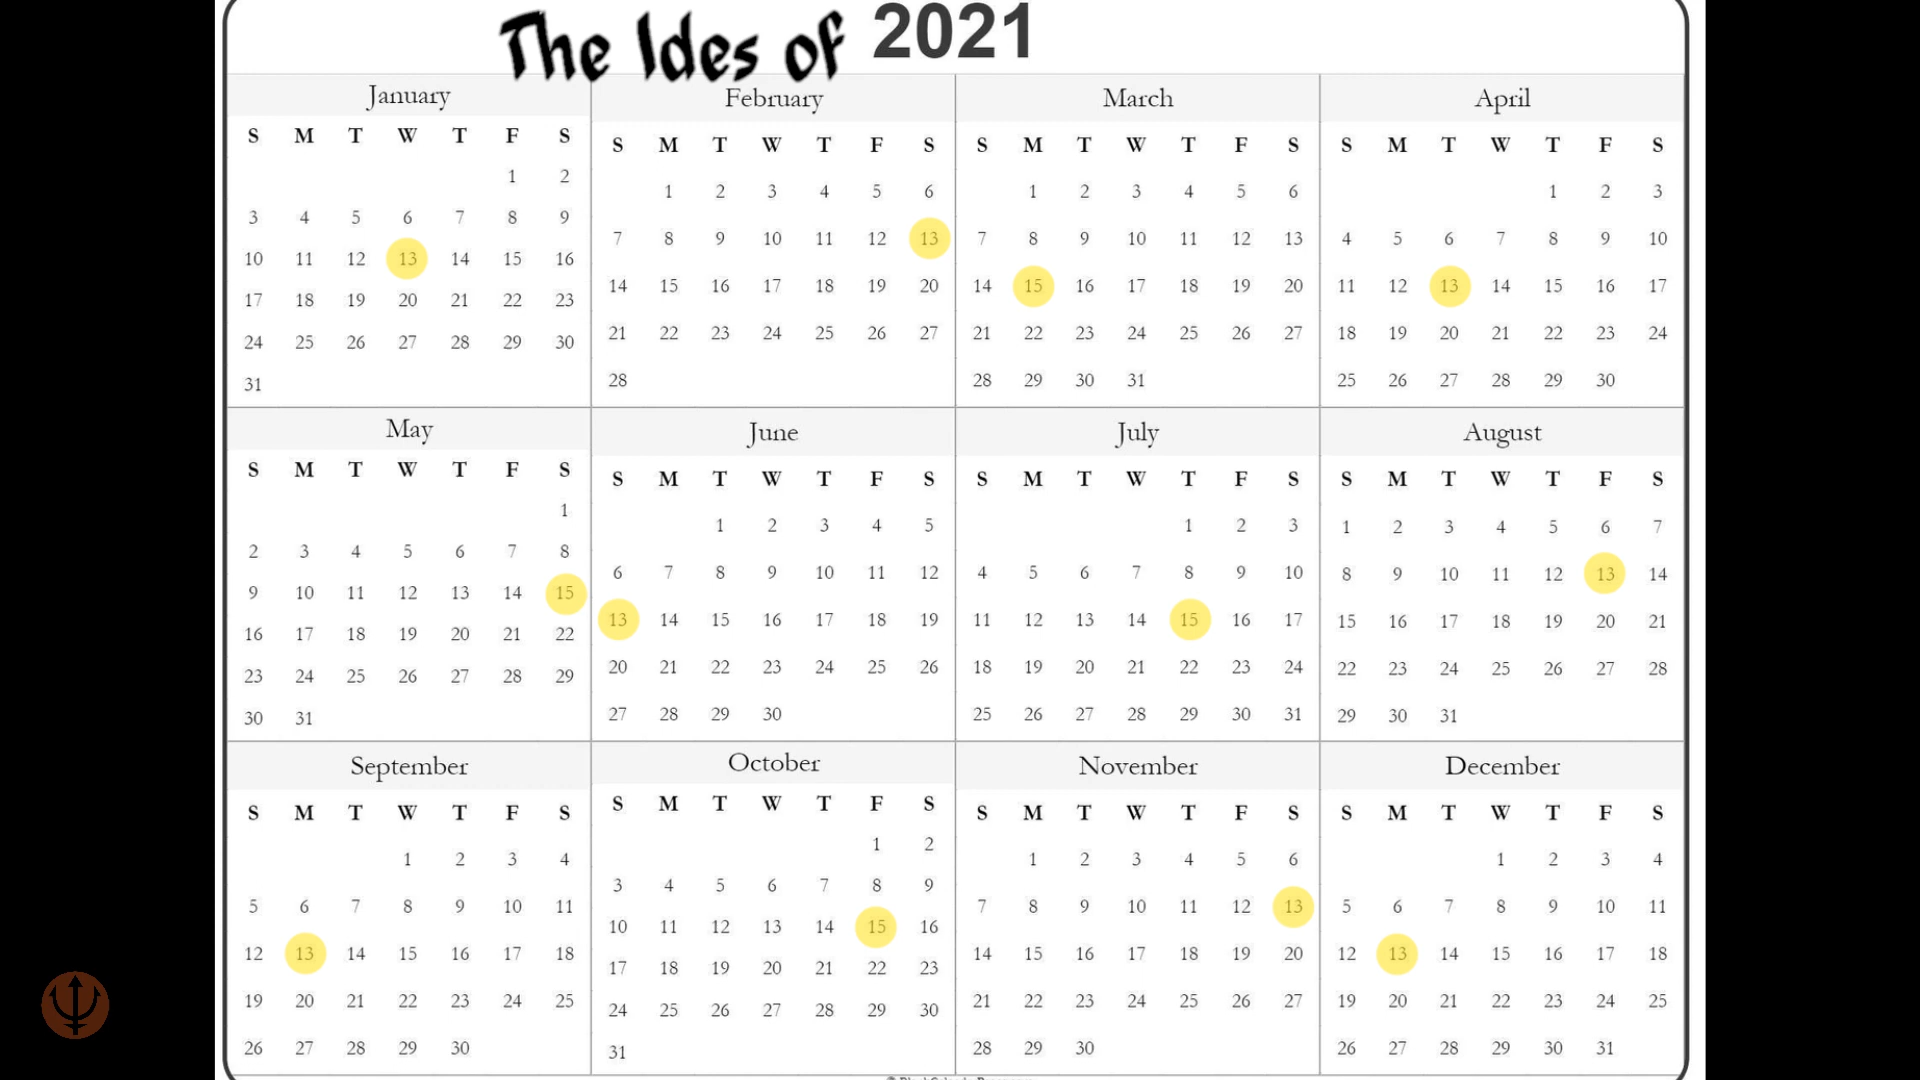 The Ides of 2021
January
S M T W T F S
1 2
3 4 5 6 7 8 9
10 11 12 13 14 15 16
17 18 19 20 21 22 23
24 25 26 27 28 29 30
31
February
S M T W T F S
1 2 3 4 5 6
7 8 9 10 11 12 13
14 15 16 17 18 19 20
21 22 23 24 25 26 27
28
March
S M T W T F S
1 2 3 4 5 6
7 8 9 10 11 12 13
14 15 16 17 18 19 20
21 22 23 24 25 26 27
28 29 30 31
April
S M T W T F S
1 2 3
4 5 6 7 8 9 10
11 12 13 14 15 16 17
18 19 20 21 22 23 24
25 26 27 28 29 30
May
S M T W T F S
1
2 3 4 5 6 7 8
9 10 11 12 13 14 15
16 17 18 19 20 21 22
23 24 25 26 27 28 29
30 31
June
S M T W T F S
1 2 3 4 5
6 7 8 9 10 11 12
13 14 15 16 17 18 19
20 21 22 23 24 25 26
27 28 29 30
July
S M T W T F S
1 2 3
4 5 6 7 8 9 10
11 12 13 14 15 16 17
18 19 20 21 22 23 24
25 26 27 28 29 30 31
August
S M T W T F S
1 2 3 4 5 6 7
8 9 10 11 12 13 14
15 16 17 18 19 20 21
22 23 24 25 26 27 28
29 30 31
September
S M T W T F S
1 2 3 4
5 6 7 8 9 10 11
12 13 14 15 16 17 18
19 20 21 22 23 24 25
26 27 28 29 30
October
S M T W T F S
1 2
3 4 5 6 7 8 9
10 11 12 13 14 15 16
17 18 19 20 21 22 23
24 25 26 27 28 29 30
31
November
S M T W T F S
1 2 3 4 5 6
7 8 9 10 11 12 13
14 15 16 17 18 19 20
21 22 23 24 25 26 27
28 29 30
December
S M T W T F S
1 2 3 4
5 6 7 8 9 10 11
12 13 14 15 16 17 18
19 20 21 22 23 24 25
26 27 28 29 30 31